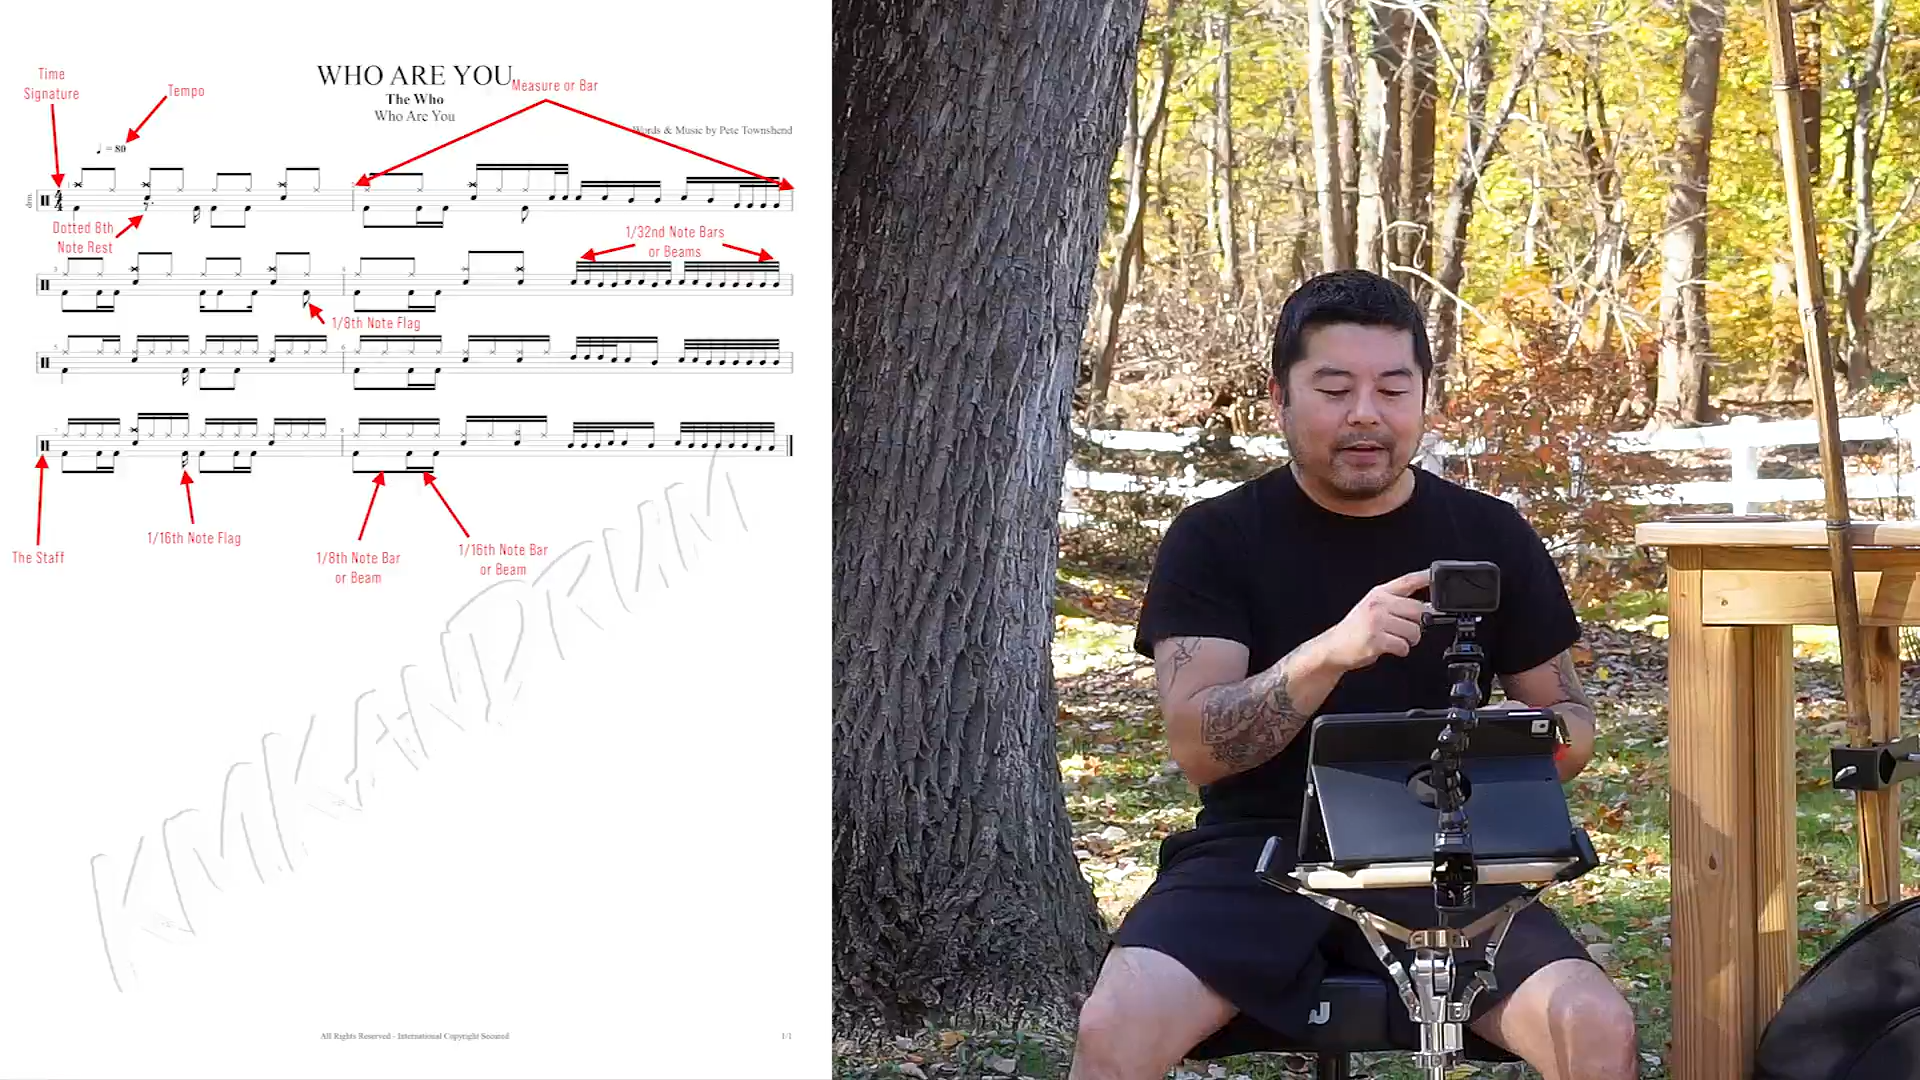 WHO ARE YOU
The Who
Who Are You
Words & Music by Pete Townshend
Time
Signature
Tempo
Measure or Bar
♩ = 80
4
4
Dotted 8th
Note Rest
1/32nd Note Bars
or Beams
1/8th Note Flag
The Staff
1/16th Note Flag
1/8th Note Bar
or Beam
1/16th Note Bar
or Beam
KMKANDRUM
All Rights Reserved - International Copyright Secured
1/1